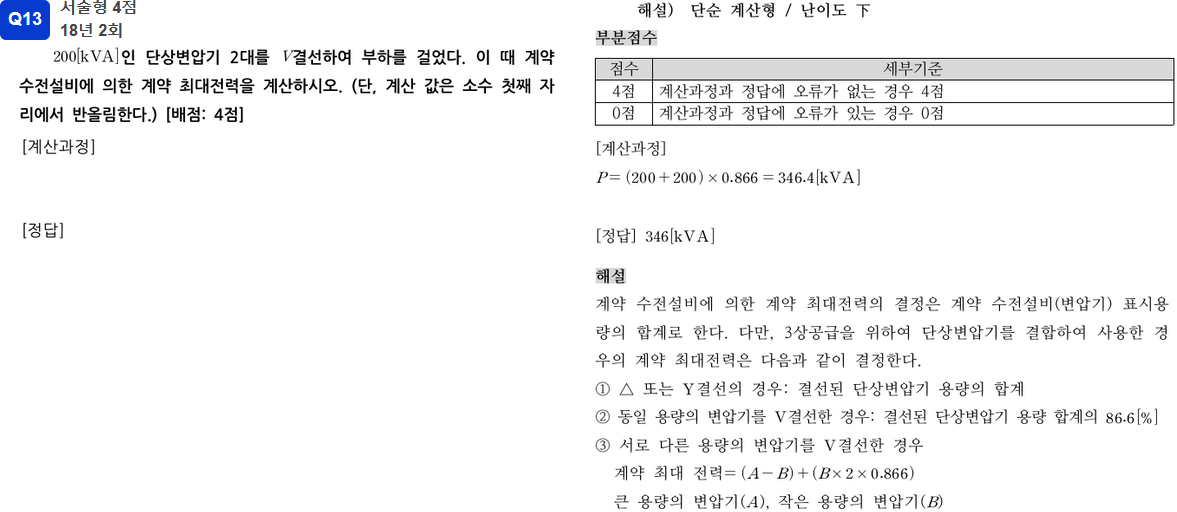 Q13
서술형 4점
18년 2회
200[kVA]인 단상변압기 2대를 V결선하여 부하를 걸었다. 이 때 계약
수전설비에 의한 계약 최대전력을 계산하시오. (단, 계산 값은 소수 첫째 자
리에서 반올림한다.) [배점: 4점]
[계산과정]
[정답]
해설) 단순 계산형 / 난이도 下
부분점수
점수 세부기준
4점 계산과정과 정답에 오류가 없는 경우 4점
0점 계산과정과 정답에 오류가 있는 경우 0점
[계산과정]
P = (200 + 200) × 0.866 = 346.4[kVA]
[정답] 346[kVA]
해설
계약 수전설비에 의한 계약 최대전력의 결정은 계약 수전설비(변압기) 표시용
량의 합계로 한다. 다만, 3상공급을 위하여 단상변압기를 결합하여 사용한 경
우의 계약 최대전력은 다음과 같이 결정한다.
① △ 또는 Y결선의 경우: 결선된 단상변압기 용량의 합계
② 동일 용량의 변압기를 V결선한 경우: 결선된 단상변압기 용량 합계의 86.6[%]
③ 서로 다른 용량의 변압기를 V결선한 경우
계약 최대 전력= (A − B) + (B × 2 × 0.866)
큰 용량의 변압기(A), 작은 용량의 변압기(B)